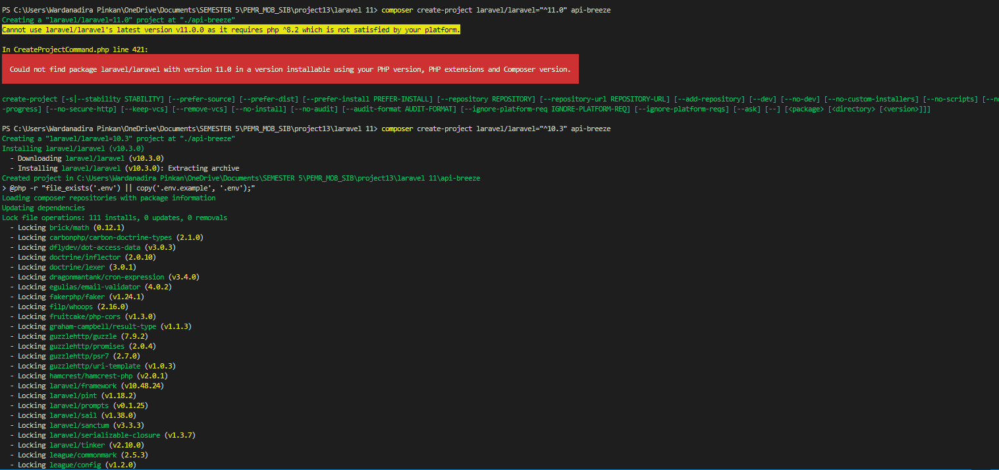 PS C:\Users\Wardanadira Pinkan\OneDrive\Documents\SEMESTER 5\PEMR_MOB_SIB\project13\laravel 11> composer create-project laravel/laravel="^11.0" api-breeze
Creating a "laravel/laravel=11.0" project at "./api-breeze"
Cannot use laravel/laravel's latest version v11.0.0 as it requires php ^8.2 which is not satisfied by your platform.
In CreateProjectCommand.php line 421:
Could not find package laravel/laravel with version 11.0 in a version installable using your PHP version, PHP extensions and Composer version.
create-project [-s|--stability STABILITY] [--prefer-source] [--prefer-dist] [--prefer-install PREFER-INSTALL] [--repository REPOSITORY] [--repository-url REPOSITORY-URL] [--add-repository] [--dev] [--no-dev] [--no-custom-installers] [--no-scripts] [--no
-progress] [--no-secure-http] [--keep-vcs] [--remove-vcs] [--no-install] [--no-audit] [--audit-format AUDIT-FORMAT] [--ignore-platform-req IGNORE-PLATFORM-REQ] [--ignore-platform-reqs] [--ask] [--] [<package> [<directory> [<version>]]]
PS C:\Users\Wardanadira Pinkan\OneDrive\Documents\SEMESTER 5\PEMR_MOB_SIB\project13\laravel 11> composer create-project laravel/laravel="^10.3" api-breeze
Creating a "laravel/laravel=10.3" project at "./api-breeze"
Installing laravel/laravel (v10.3.0)
- Downloading laravel/laravel (v10.3.0)
- Installing laravel/laravel (v10.3.0): Extracting archive
Created project in C:\Users\Wardanadira Pinkan\OneDrive\Documents\SEMESTER 5\PEMR_MOB_SIB\project13\laravel 11\api-breeze
> @php -r "file_exists('.env') || copy('.env.example', '.env');"
Loading composer repositories with package information
Updating dependencies
Lock file operations: 111 installs, 0 updates, 0 removals
- Locking brick/math (0.12.1)
- Locking carbonphp/carbon-doctrine-types (2.1.0)
- Locking dflydev/dot-access-data (v3.0.3)
- Locking doctrine/inflector (2.0.10)
- Locking doctrine/lexer (3.0.1)
- Locking dragonmantank/cron-expression (v3.4.0)
- Locking egulias/email-validator (4.0.2)
- Locking fakerphp/faker (v1.24.1)
- Locking filp/whoops (2.16.0)
- Locking fruitcake/php-cors (v1.3.0)
- Locking graham-campbell/result-type (v1.1.3)
- Locking guzzlehttp/guzzle (7.9.2)
- Locking guzzlehttp/promises (2.0.4)
- Locking guzzlehttp/psr7 (2.7.0)
- Locking guzzlehttp/uri-template (v1.0.3)
- Locking hamcrest/hamcrest-php (v2.0.1)
- Locking laravel/framework (v10.48.24)
- Locking laravel/pint (v1.18.2)
- Locking laravel/prompts (v0.1.25)
- Locking laravel/sail (v1.38.0)
- Locking laravel/sanctum (v3.3.3)
- Locking laravel/serializable-closure (v1.3.7)
- Locking laravel/tinker (v2.10.0)
- Locking league/commonmark (2.5.3)
- Locking league/config (v1.2.0)